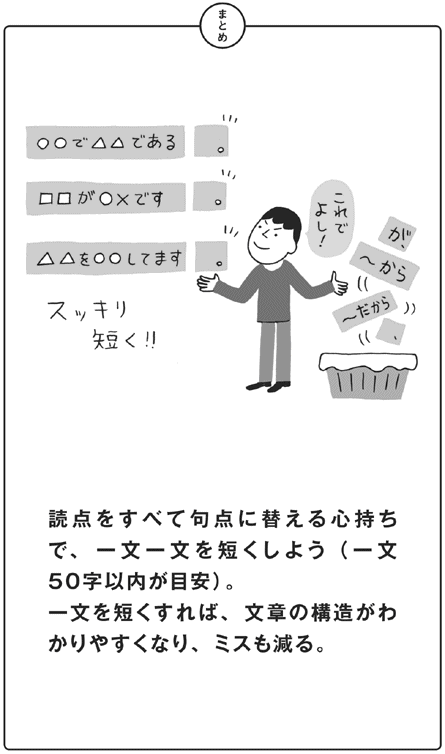 まとめ
○○で△△である。
□□が○×です。
△△を○○してます。
スッキリ
短く!!
これで
よし!
が、
〜から
〜だから
、
読点をすべて句点に替える心持ち
で、一文一文を短くしよう（一文
50字以内が目安）。
一文を短くすれば、文章の構造がわ
かりやすくなり、ミスも減る。